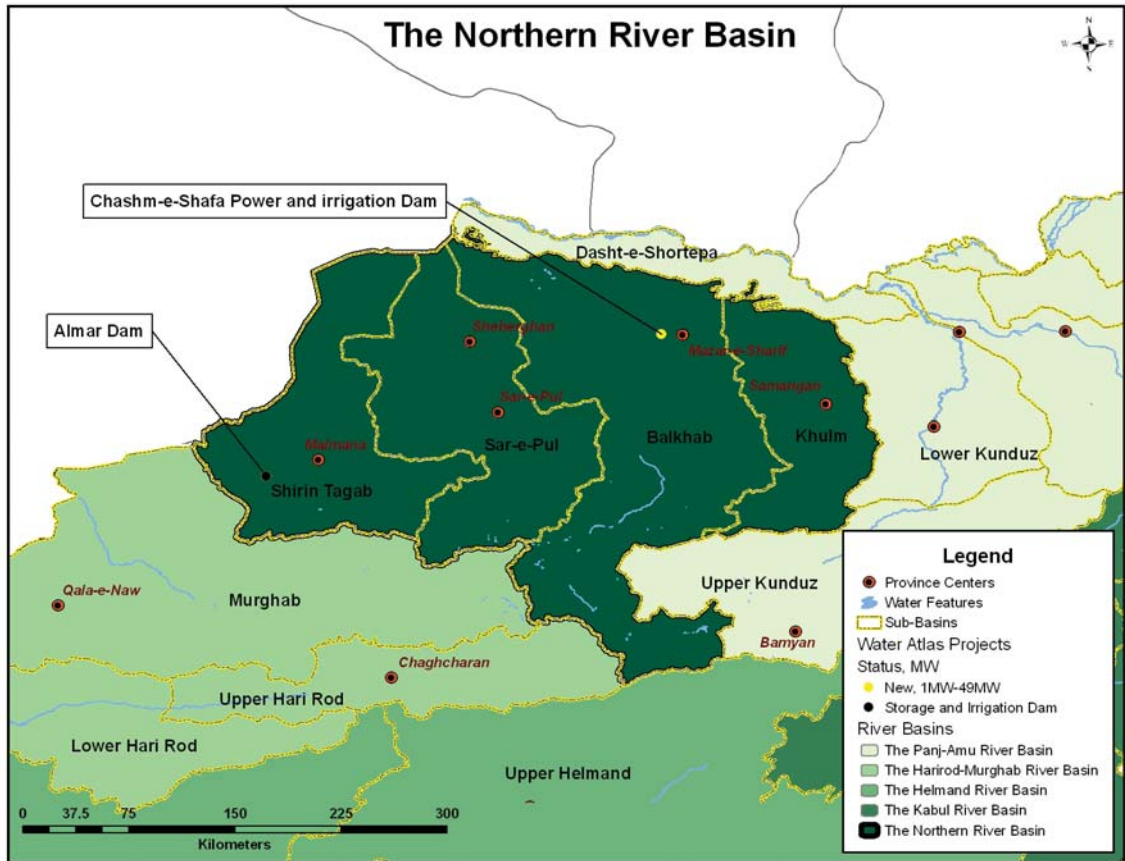 The Northern River Basin
N
W
E
N
Chashm-e-Shafa Power and irrigation Dam
Dasht-e-Shortepa
Almar Dam
Sheberghan
Mazar-e-Sharif
Samangan
Sar-e-Pul
Balkhab
Khulm
Sar-e-Pul
Maimana
Shirin Tagab
Lower Kunduz
Qala-e-Naw
Murghab
Upper Kunduz
Bamyan
Chaghcharan
Upper Hari Rod
Lower Hari Rod
Upper Helmand
Legend
Province Centers
Water Features
Sub-Basins
Water Atlas Projects
Status, MW
New, 1MW-49MW
Storage and Irrigation Dam
River Basins
The Panj-Amu River Basin
The Harirod-Murghab River Basin
The Helmand River Basin
The Kabul River Basin
The Northern River Basin
0 37.5 75 150 225 300
Kilometers